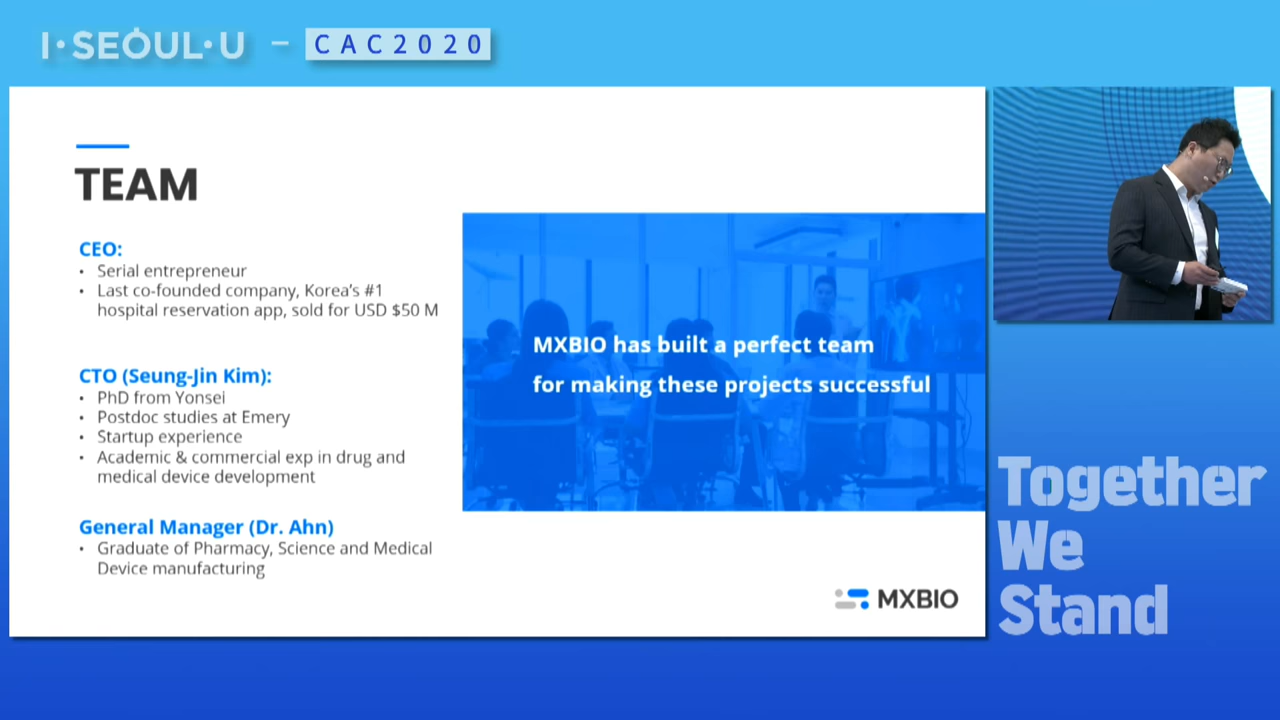 I·SEOUL·U – CAC2020
TEAM
CEO:
• Serial entrepreneur
• Last co-founded company, Korea's #1
hospital reservation app, sold for USD $50 M
CTO (Seung-Jin Kim):
• PhD from Yonsei
• Postdoc studies at Emery
• Startup experience
• Academic & commercial exp in drug and
medical device development
General Manager (Dr. Ahn)
• Graduate of Pharmacy, Science and Medical
Device manufacturing
MXBIO has built a perfect team
for making these projects successful
MXBIO
Together
We
Stand